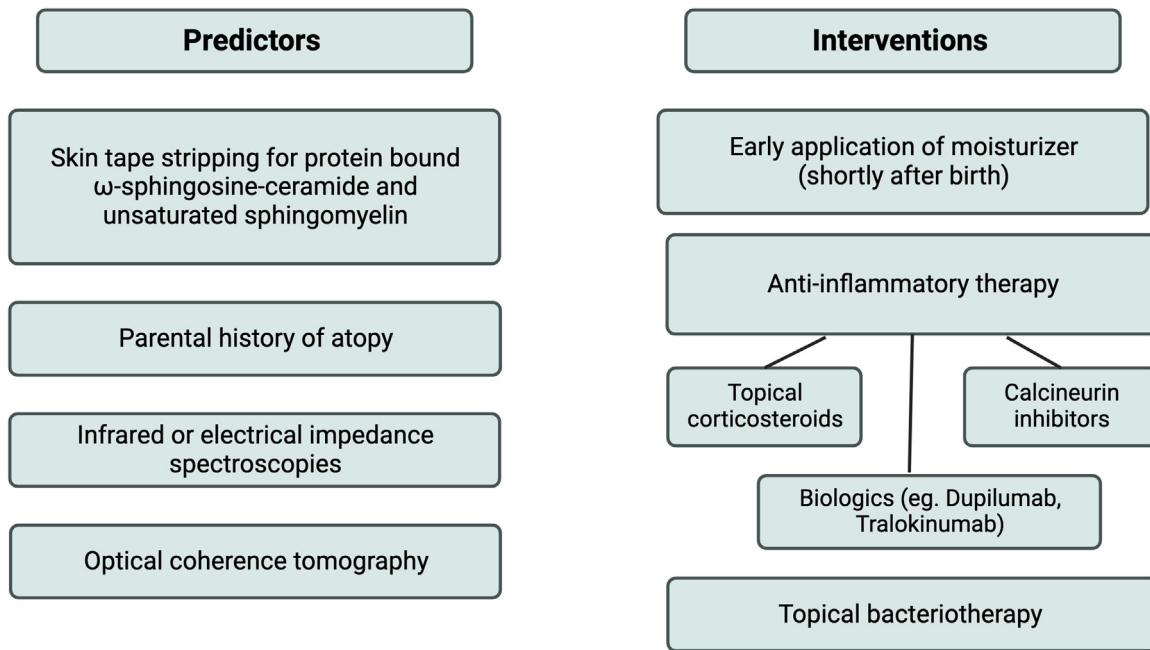 Predictors
Skin tape stripping for protein bound
ω-sphingosine-ceramide and
unsaturated sphingomyelin
Parental history of atopy
Infrared or electrical impedance
spectroscopies
Optical coherence tomography
Interventions
Early application of moisturizer
(shortly after birth)
Anti-inflammatory therapy
Topical
corticosteroids
Calcineurin
inhibitors
Biologics (eg. Dupilumab,
Tralokinumab)
Topical bacteriotherapy